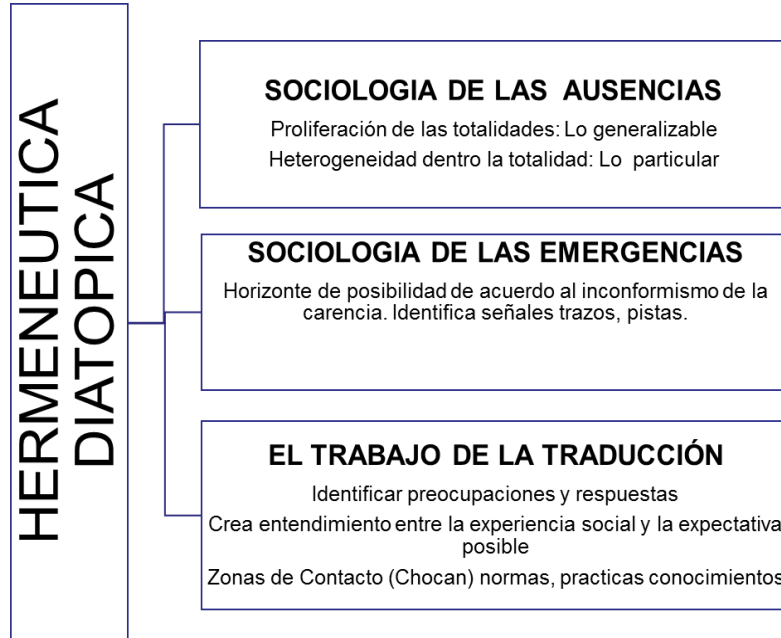 HERMENEUTICA
DIATOPICA
SOCIOLOGIA DE LAS AUSENCIAS
Proliferación de las totalidades: Lo generalizable
Heterogeneidad dentro la totalidad: Lo particular
SOCIOLOGIA DE LAS EMERGENCIAS
Horizonte de posibilidad de acuerdo al inconformismo de la
carencia. Identifica señales trazos, pistas.
EL TRABAJO DE LA TRADUCCIÓN
Identificar preocupaciones y respuestas
Crea entendimiento entre la experiencia social y la expectativa
posible
Zonas de Contacto (Chocan) normas, practicas conocimientos